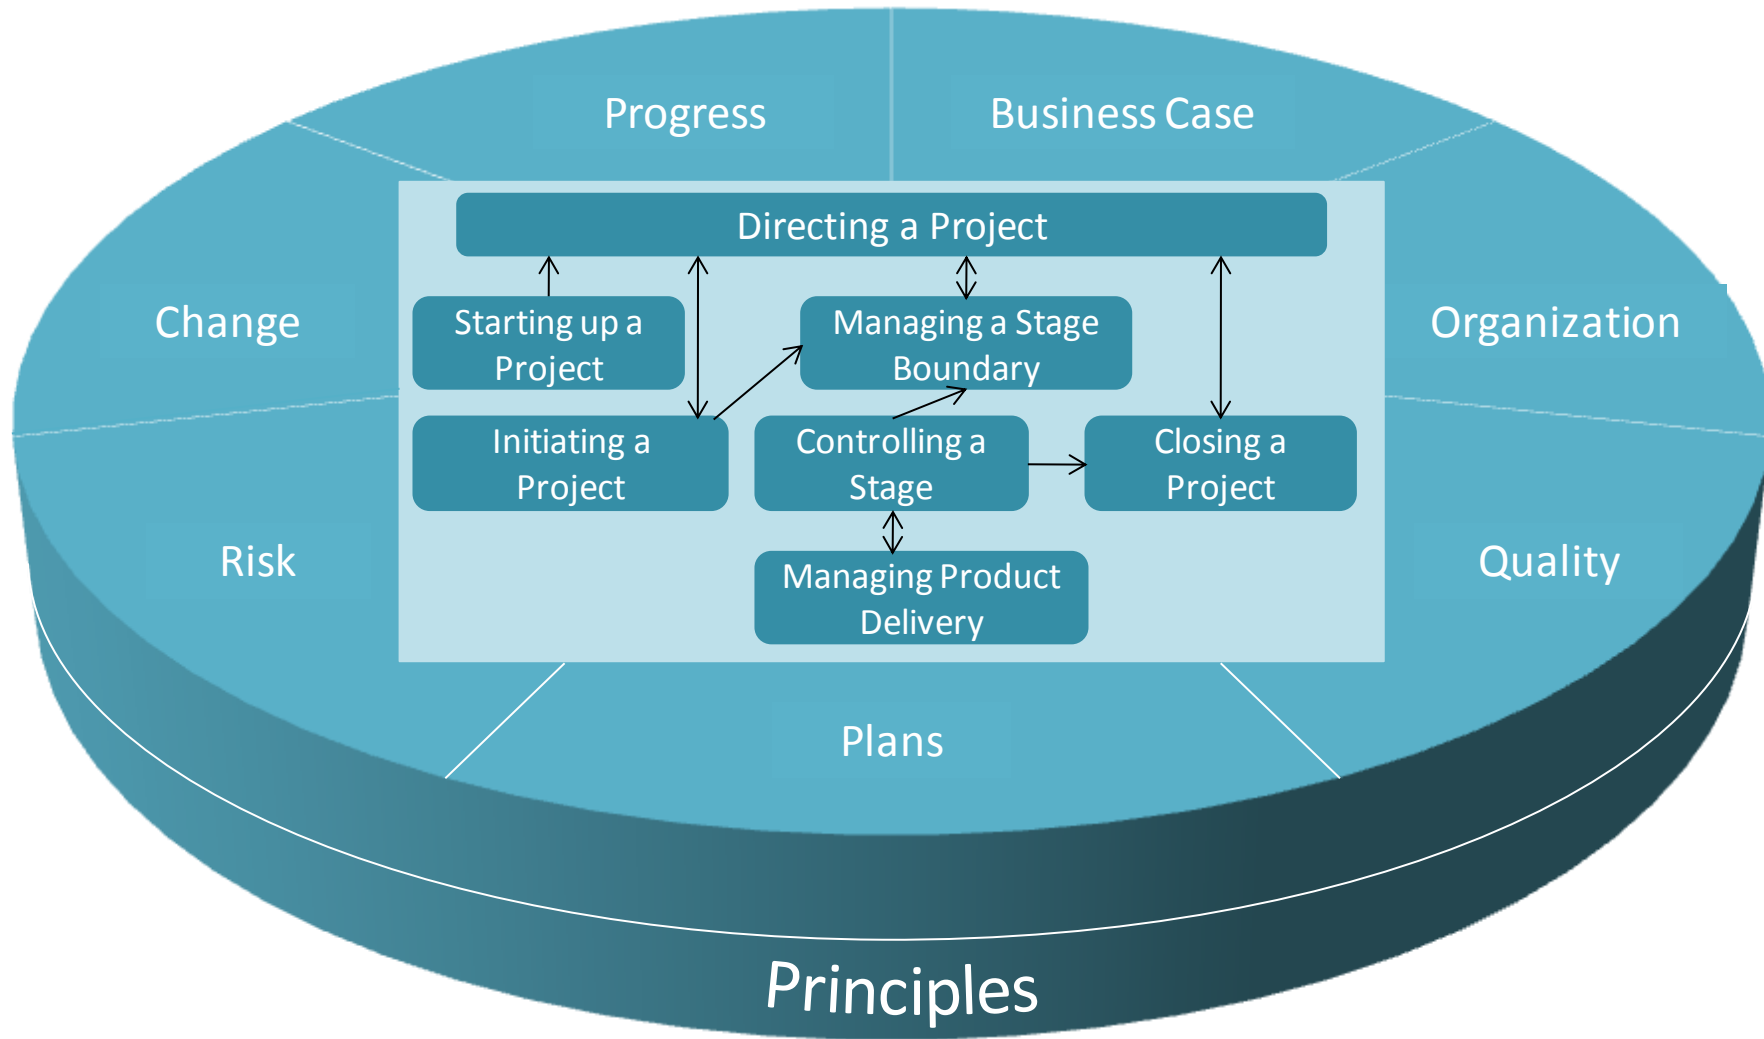 Progress
Business Case
Directing a Project
Change
Starting up a
Project
Managing a Stage
Boundary
Organization
Initiating a
Project
Controlling a
Stage
Closing a
Project
Risk
Managing Product
Delivery
Quality
Plans
Principles